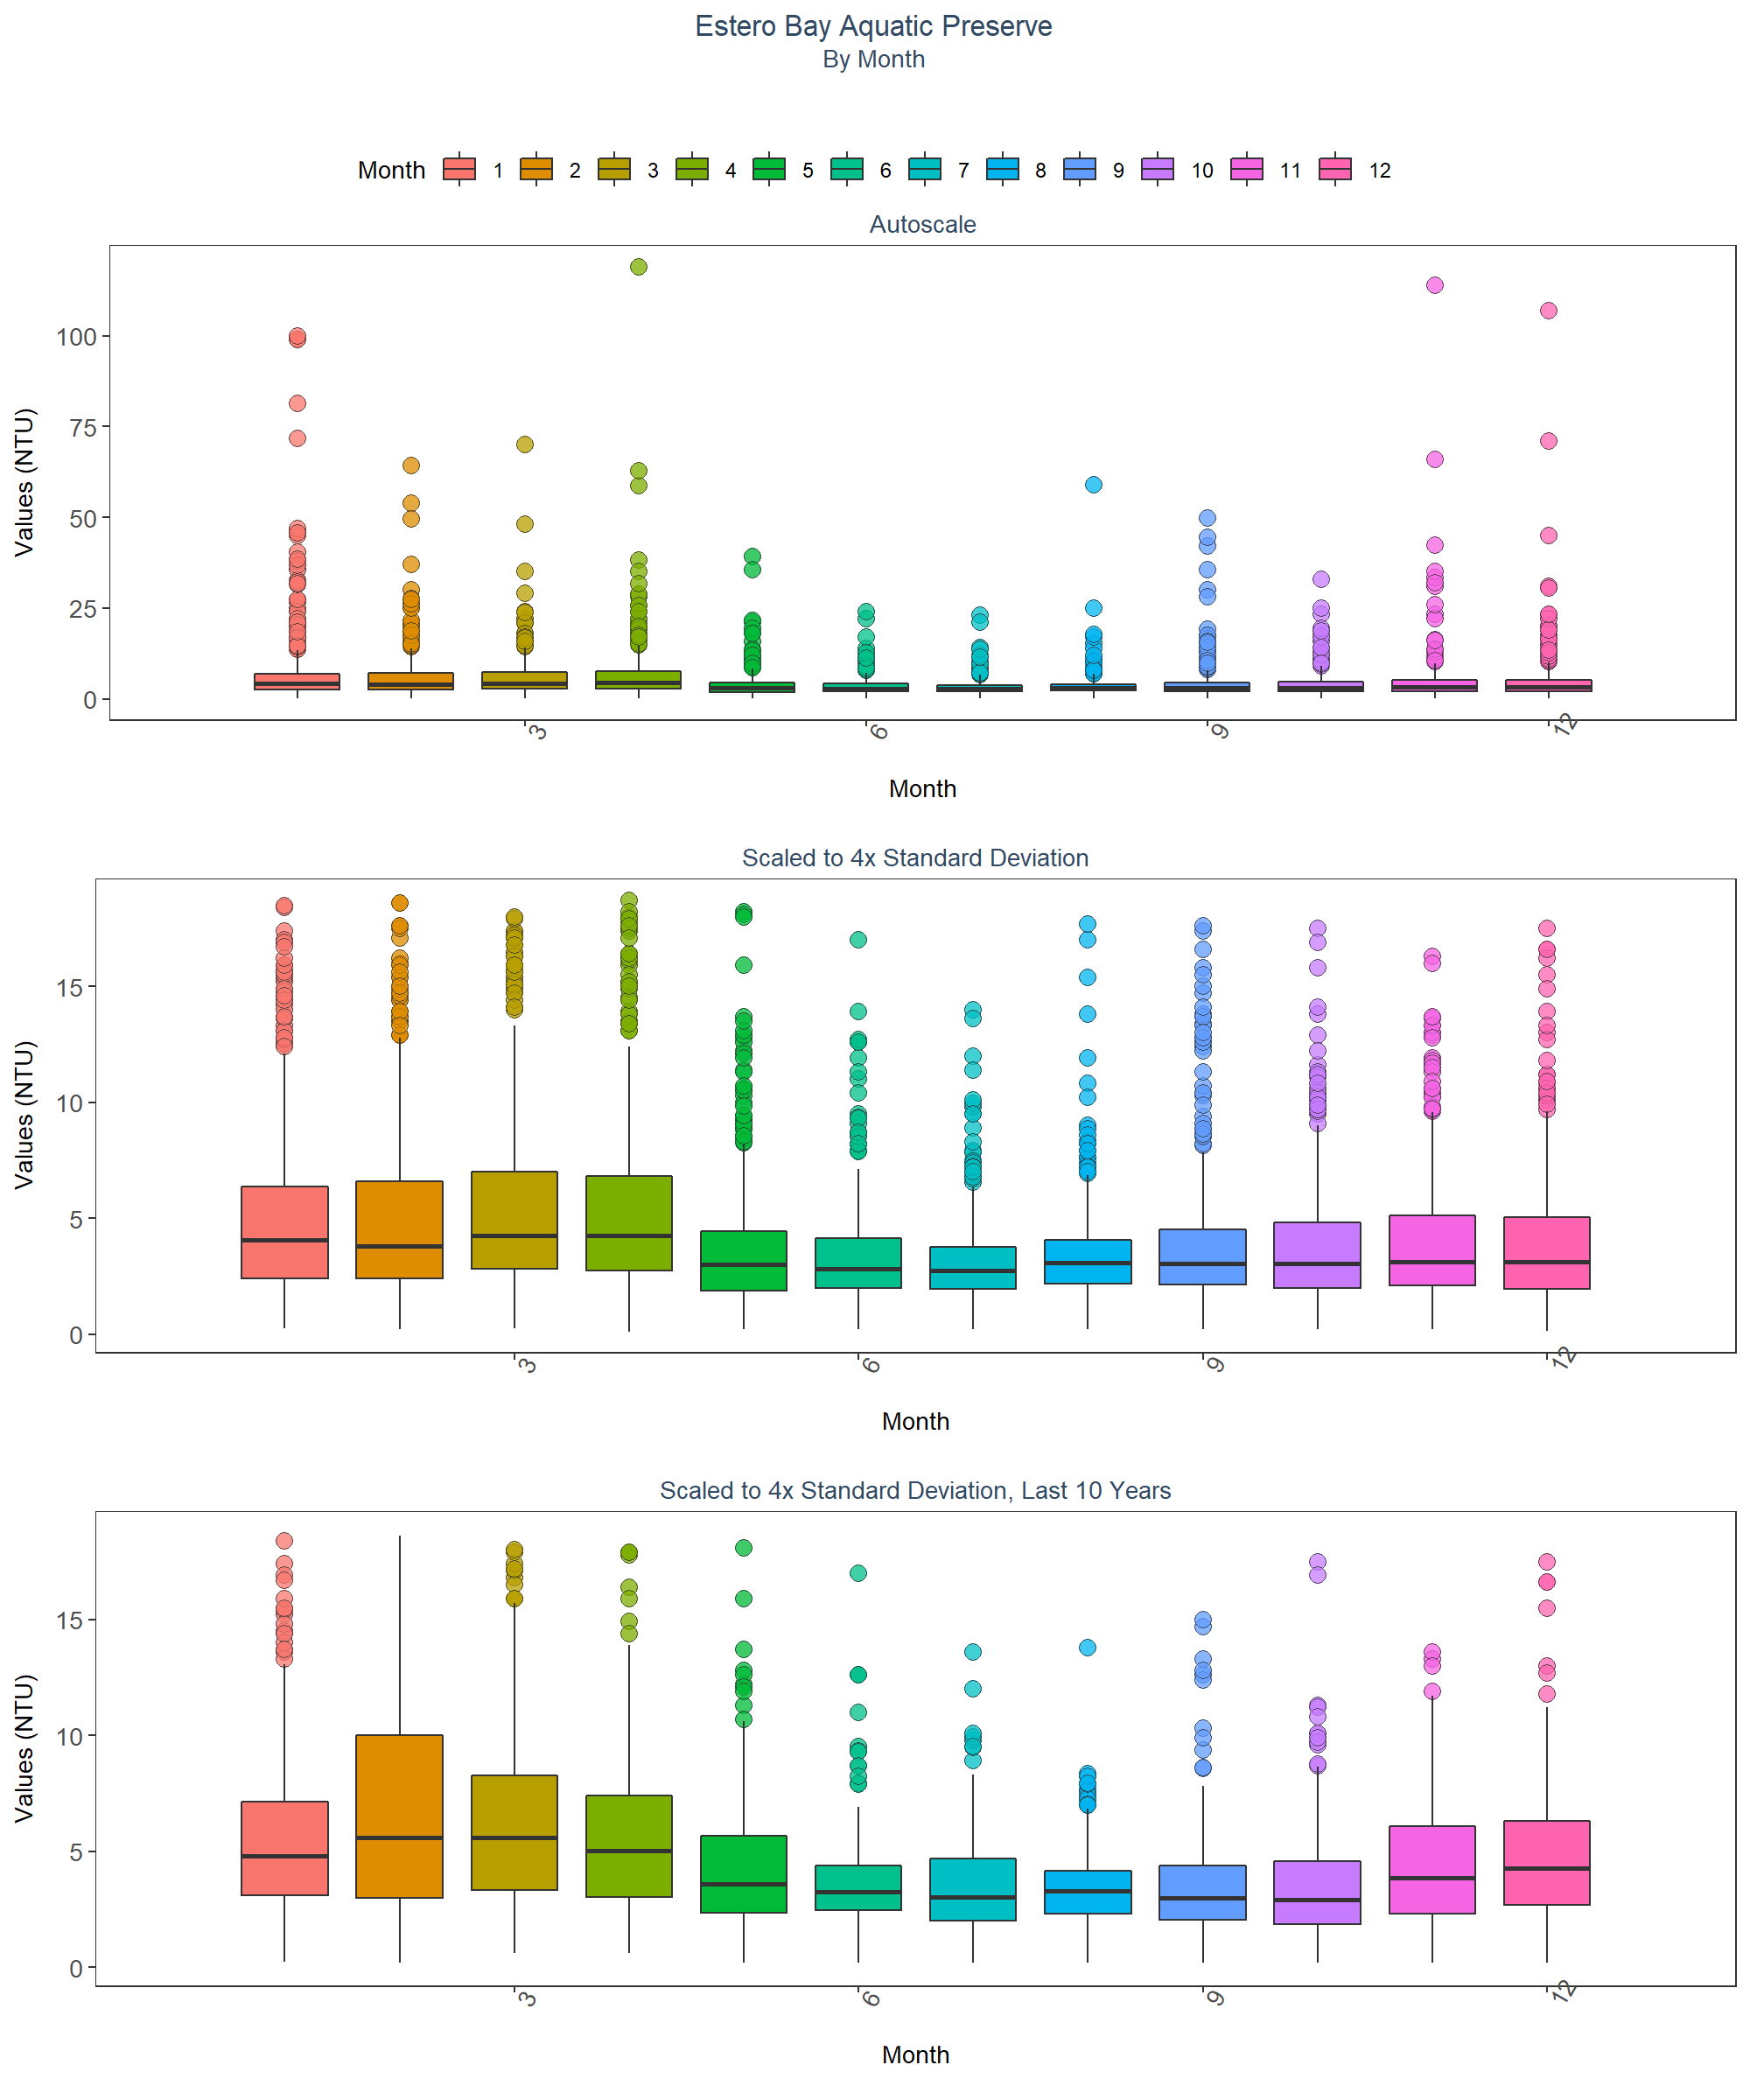 Estero Bay Aquatic Preserve
By Month
Month 1 2 3 4 5 6 7 8 9 10 11 12
Autoscale
Values (NTU)
100
75
50
25
0
3 6 9 12
Month
Scaled to 4x Standard Deviation
Values (NTU)
15
10
5
0
3 6 9 12
Month
Scaled to 4x Standard Deviation, Last 10 Years
Values (NTU)
15
10
5
0
3 6 9 12
Month